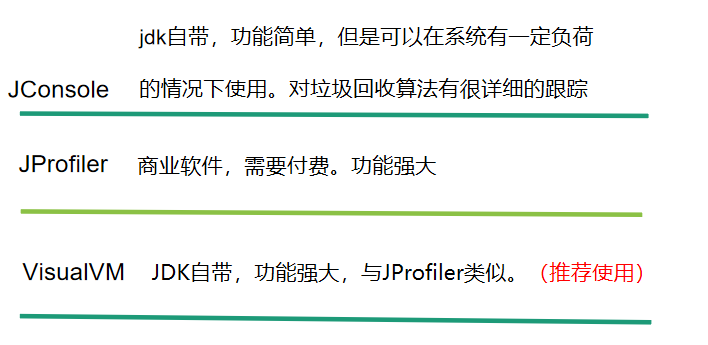 jdk自带，功能简单，但是可以在系统有一定负荷
JConsole 的情况下使用。对垃圾回收算法有很详细的跟踪
JProfiler 商业软件，需要付费。功能强大
VisualVM JDK自带，功能强大，与JProfiler类似。（推荐使用）